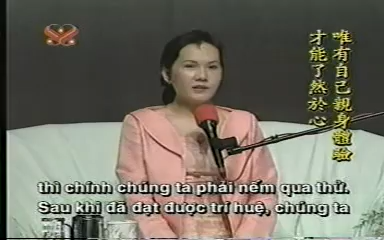 唯有自己親身體驗
才能了然於心
thì chính chúng ta phải nếm qua thử.
Sau khi đã đạt được trí huệ, chúng ta